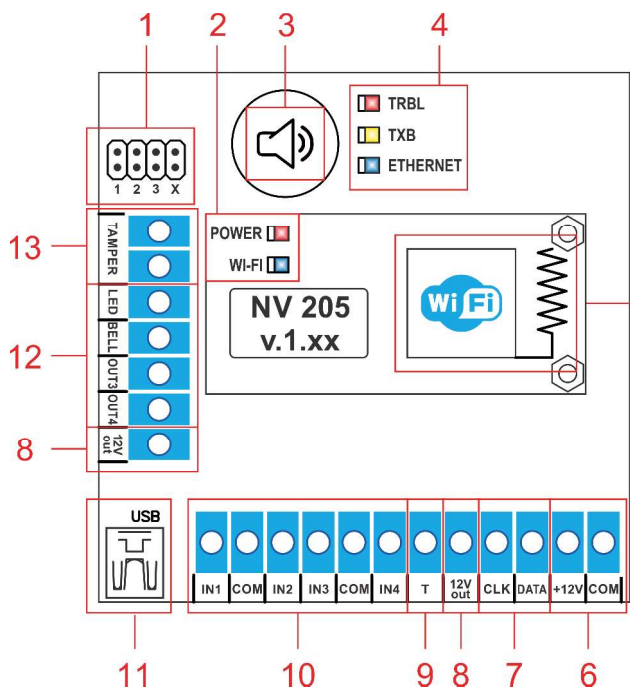 1
2
3
4
TRBL
TXB
ETHERNET
1 2 3 X
13
TAMPER
POWER
WI-FI
Wi Fi
NV 205
v.1.xx
LED
BELL
12
OUT3
OUT4
8
12V
out
USB
IN1 COM IN2 IN3 COM IN4 T 12V out CLK DATA +12V COM
11
10
9
8
7
6